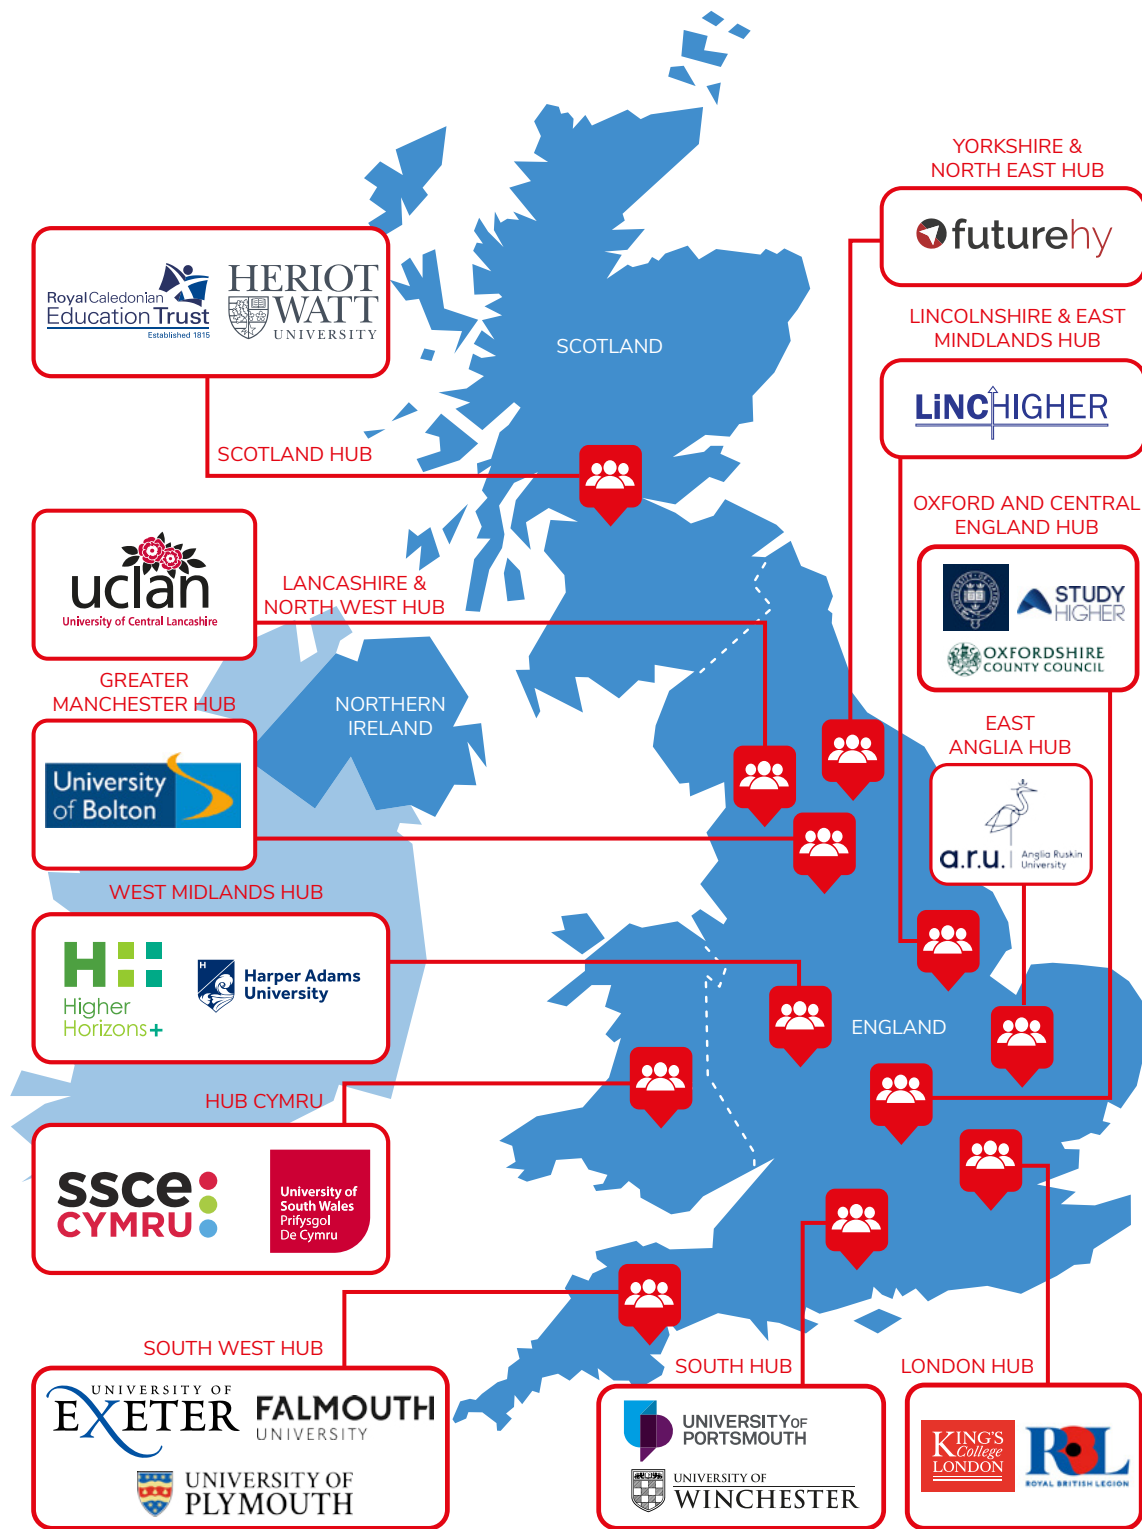 YORKSHIRE &
NORTH EAST HUB
futurehy
Royal Caledonian
Education Trust
Established 1815
HERIOT
WATT
UNIVERSITY
SCOTLAND
LINCOLNSHIRE & EAST
MINDLANDS HUB
LiNCHIGHER
SCOTLAND HUB
OXFORD AND CENTRAL
ENGLAND HUB
UNIVERSITY OF OXFORD
STUDY
HIGHER
OXFORDSHIRE
COUNTY COUNCIL
uclan
University of Central Lancashire
LANCASHIRE &
NORTH WEST HUB
GREATER
MANCHESTER HUB
University
of Bolton
NORTHERN
IRELAND
EAST
ANGLIA HUB
a.r.u.
Anglia Ruskin
University
WEST MIDLANDS HUB
H
Higher
Horizons+
H
Harper Adams
University
ENGLAND
HUB CYMRU
ssce
CYMRU
University of
South Wales
Prifysgol
De Cymru
SOUTH WEST HUB
UNIVERSITY OF
EXETER
FALMOUTH
UNIVERSITY
UNIVERSITY OF
PLYMOUTH
SOUTH HUB
UNIVERSITY OF
PORTSMOUTH
UNIVERSITY OF
WINCHESTER
LONDON HUB
KING'S
College
LONDON
RBL
ROYAL BRITISH LEGION